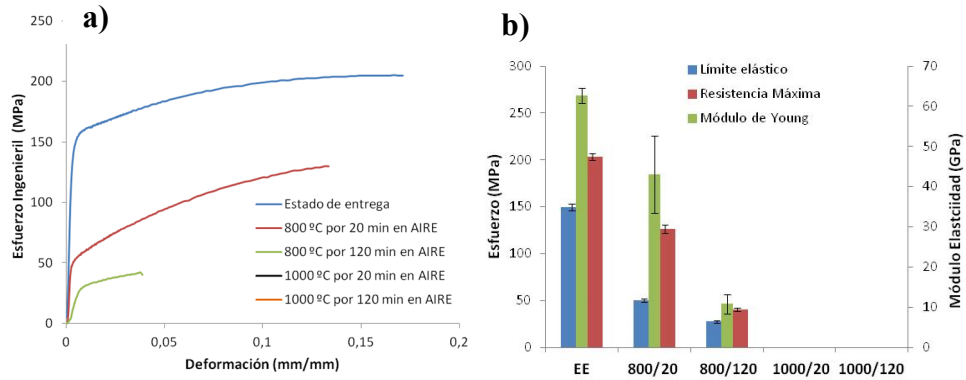 a)
Esfuerzo Ingenieril (MPa)
250
200
150
100
50
0
0
0,05
0,1
0,15
0,2
Deformación (mm/mm)
Estado de entrega
800 ºC por 20 min en AIRE
800 ºC por 120 min en AIRE
1000 ºC por 20 min en AIRE
1000 ºC por 120 min en AIRE
b)
Esfuerzo (MPa)
300
250
200
150
100
50
0
Límite elástico
Resistencia Máxima
Módulo de Young
70
60
50
40
30
20
10
0
Módulo Elastciidad (GPa)
EE
800/20
800/120
1000/20
1000/120